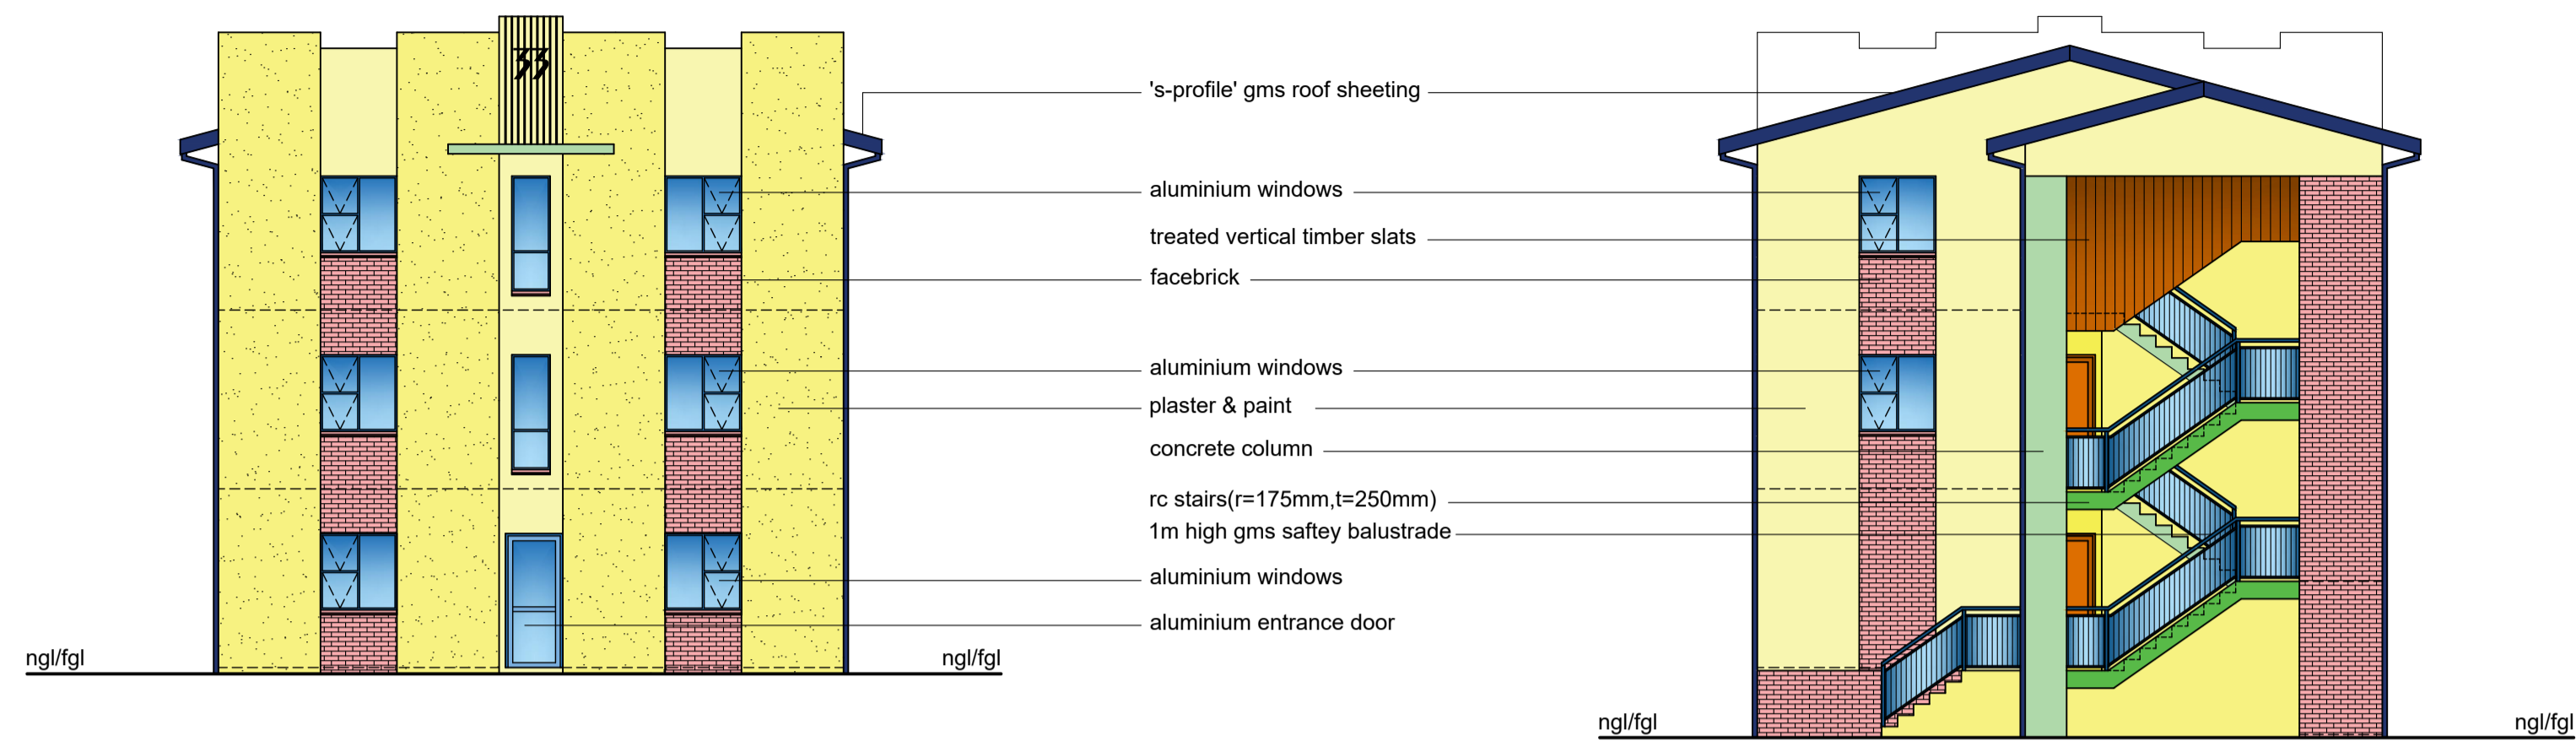 33
's-profile' gms roof sheeting
aluminium windows
treated vertical timber slats
facebrick
aluminium windows
plaster & paint
concrete column
rc stairs(r=175mm,t=250mm)
1m high gms saftey balustrade
aluminium windows
aluminium entrance door
ngl/fgl
ngl/fgl
ngl/fgl
ngl/fgl